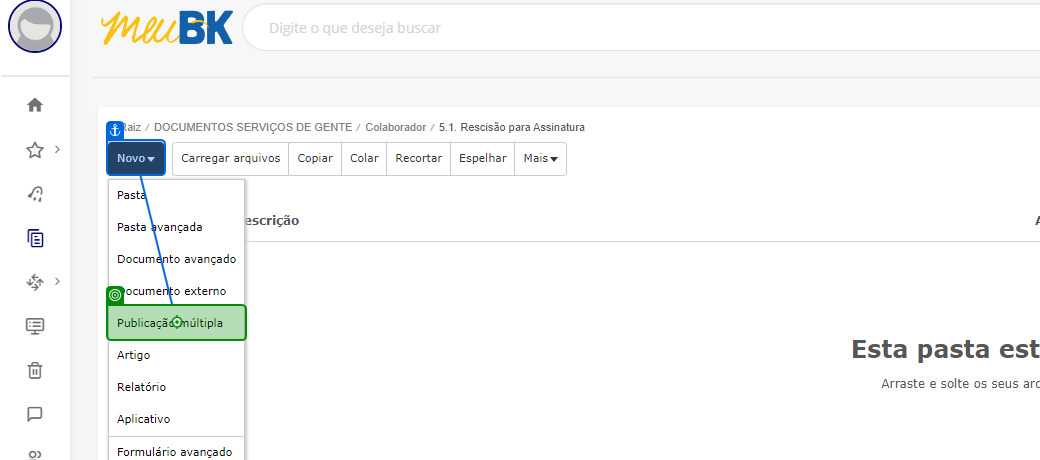 meu BK
Digite o que deseja buscar
Raiz / DOCUMENTOS SERVIÇOS DE GENTE / Colaborador / 5.1. Rescisão para Assinatura
Novo Carregar arquivos Copiar Colar Recortar Espelhar Mais
Pasta
Pasta avançada
escrição A
Documento avançado
Documento externo
Publicação múltipla
Esta pasta est
Artigo
Arraste e solte os seus arq
Relatório
Aplicativo
Formulário avançado